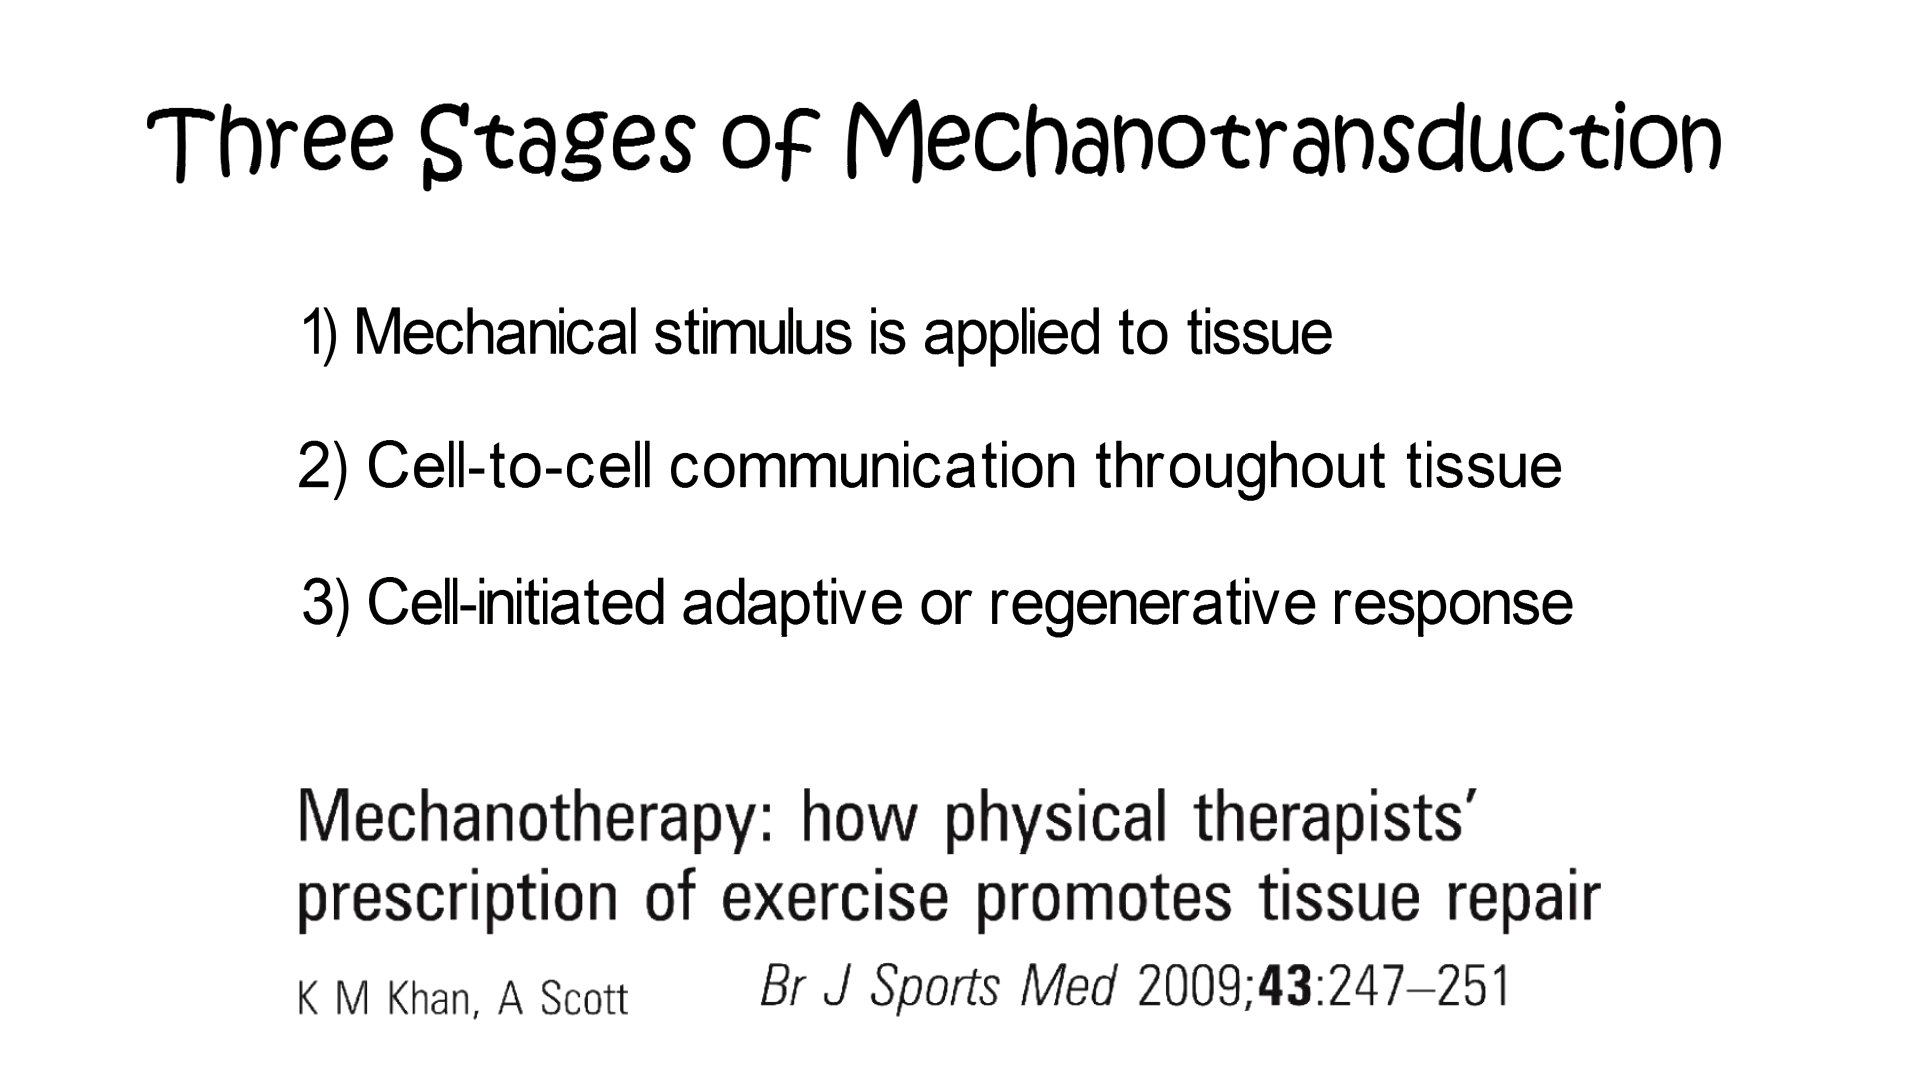 Three Stages of Mechanotransduction
1) Mechanical stimulus is applied to tissue
2) Cell-to-cell communication throughout tissue
3) Cell-initiated adaptive or regenerative response
Mechanotherapy: how physical therapists’
prescription of exercise promotes tissue repair
K M Khan, A Scott
Br J Sports Med 2009;43:247–251